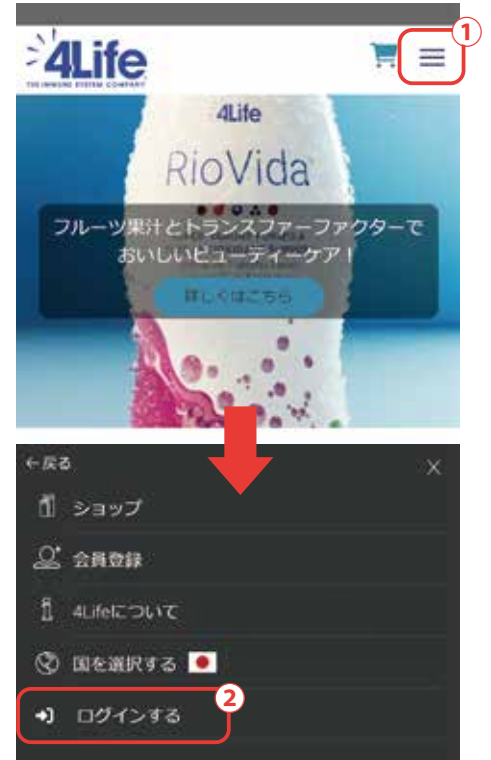 ①
4Life
THE IMMUNE SYSTEM COMPANY
4Life
RioVida
フルーツ果汁とトランスファーファクターで
おいしいビューティーケア!
詳しくはこちら
←戻る
X
ショップ
会員登録
4Lifeについて
国を選択する
②
ログインする